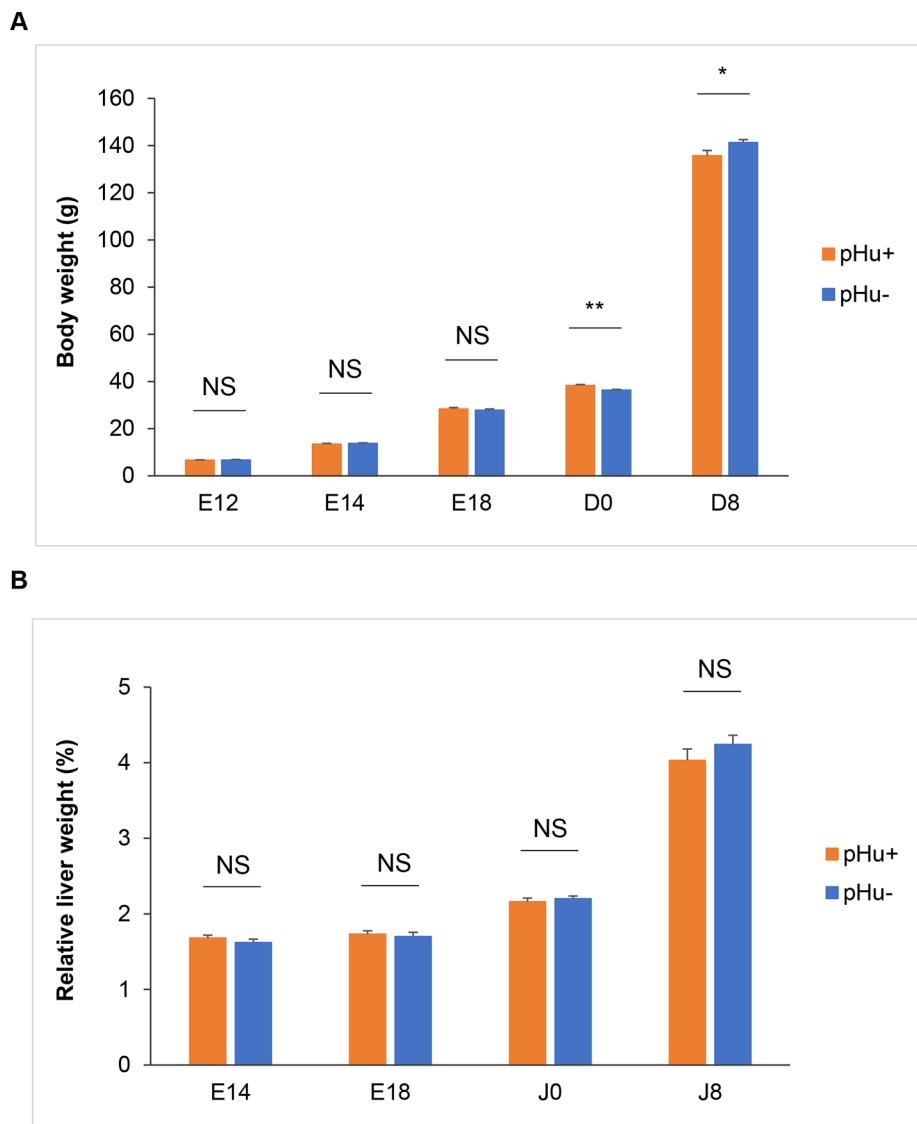 A
Body weight (g)
160
140
120
100
80
60
40
20
0
NS
NS
NS
**
*
E12 E14 E18 D0 D8
pHu+
pHu-
B
Relative liver weight (%)
5
4
3
2
1
0
NS
NS
NS
NS
E14 E18 J0 J8
pHu+
pHu-